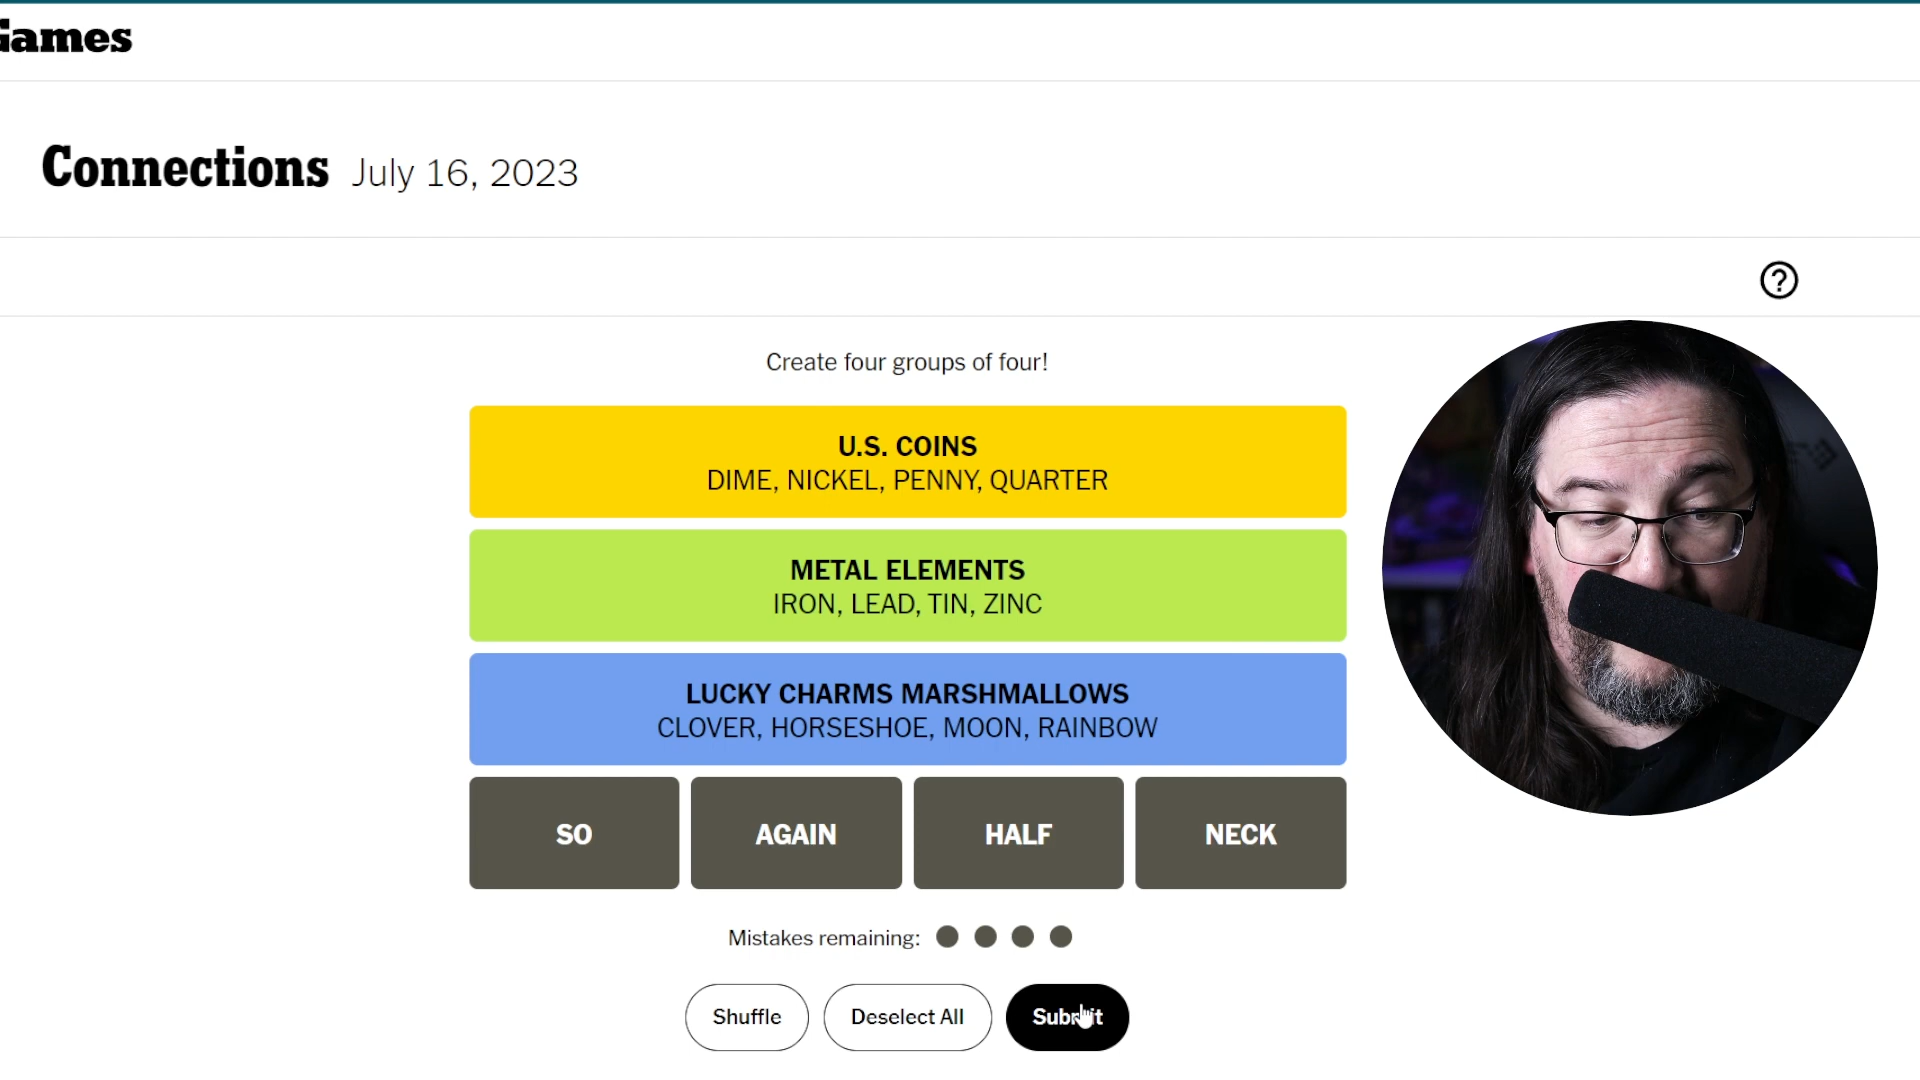 Games
Connections July 16, 2023
Create four groups of four!
U.S. COINS
DIME, NICKEL, PENNY, QUARTER
METAL ELEMENTS
IRON, LEAD, TIN, ZINC
LUCKY CHARMS MARSHMALLOWS
CLOVER, HORSESHOE, MOON, RAINBOW
SO AGAIN HALF NECK
Mistakes remaining:
Shuffle Deselect All Submit